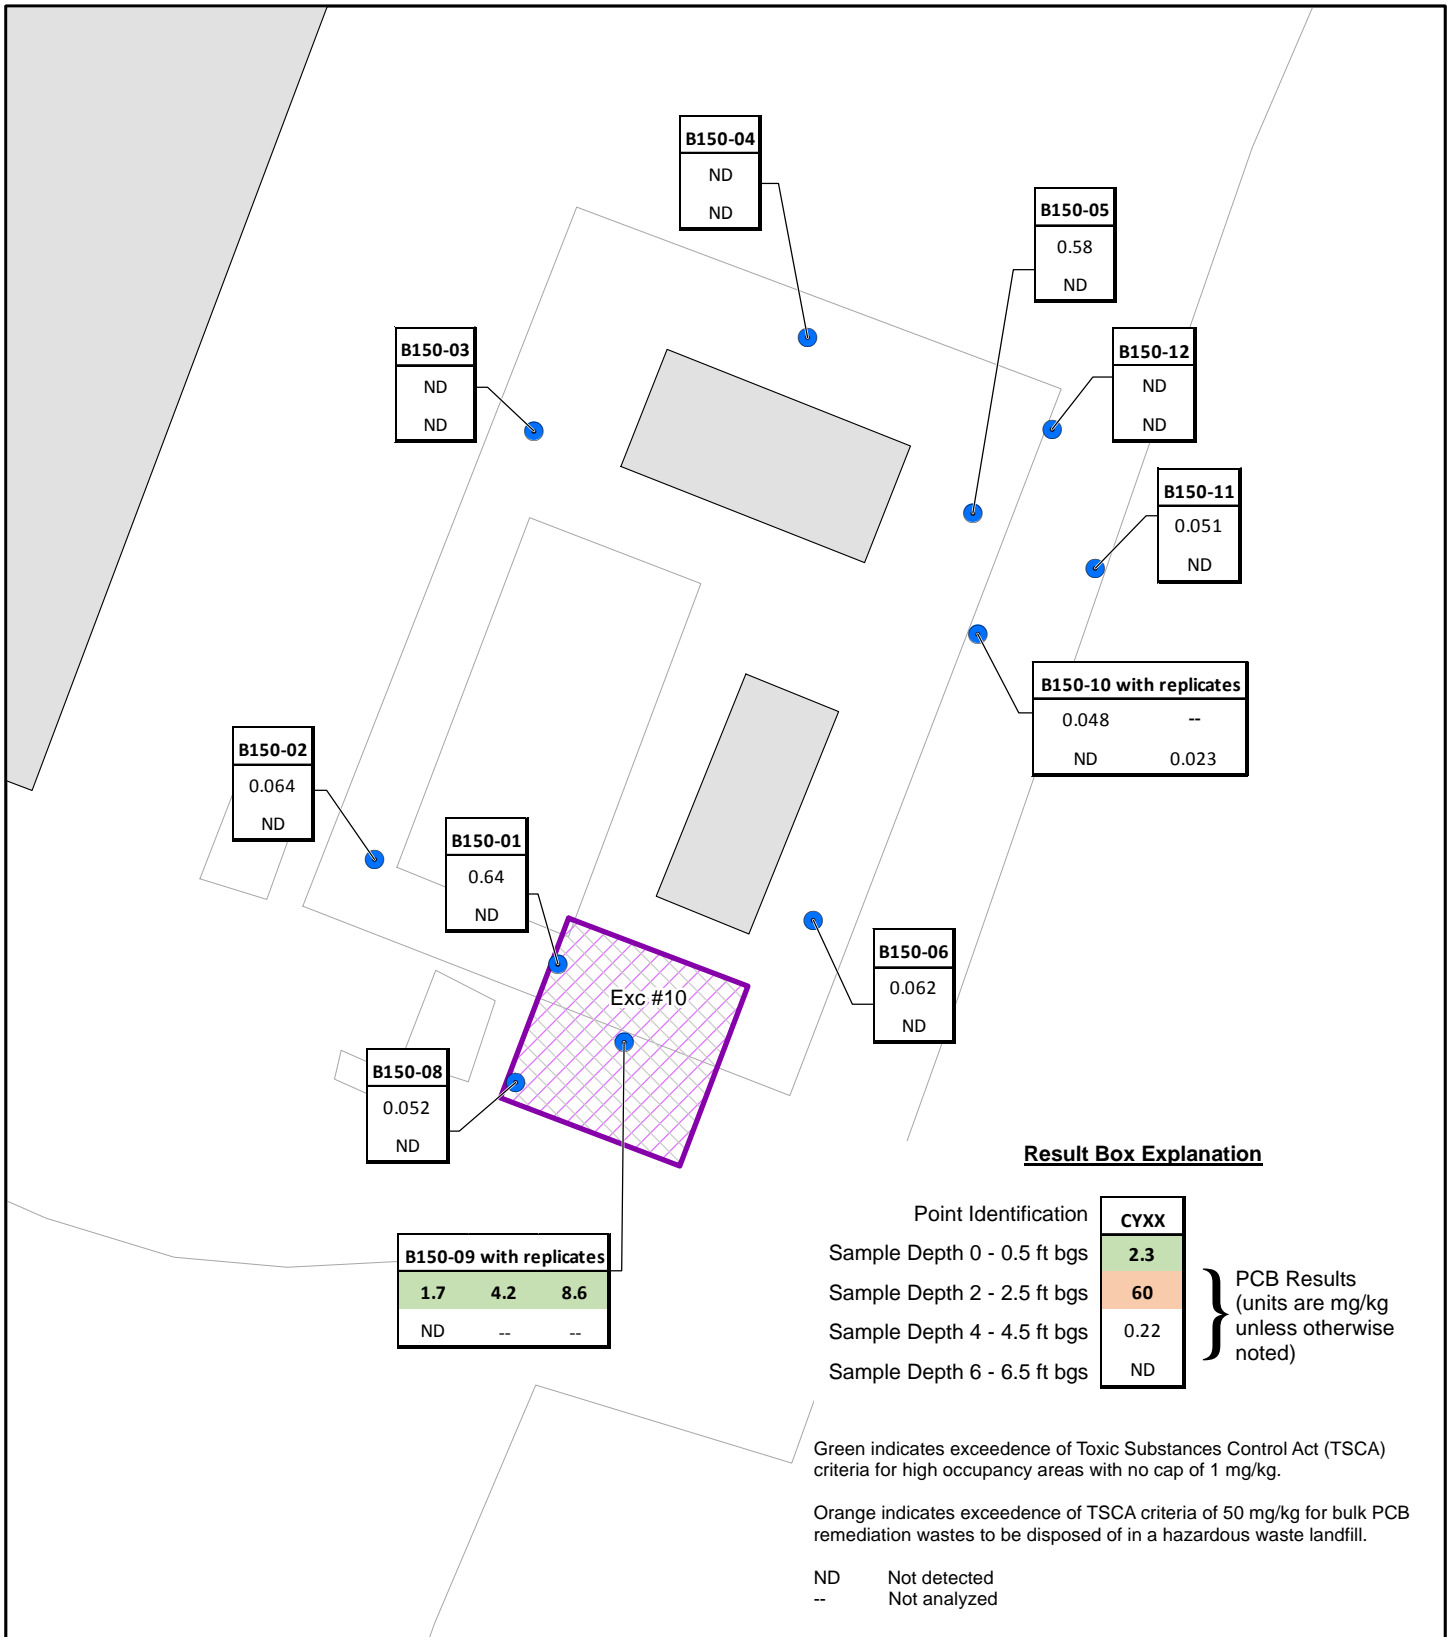 B150-04
ND
ND
B150-05
0.58
ND
B150-03
ND
ND
B150-12
ND
ND
B150-11
0.051
ND
B150-10 with replicates
0.048 --
ND 0.023
B150-02
0.064
ND
B150-01
0.64
ND
B150-06
0.062
ND
Exc #10
B150-08
0.052
ND
B150-09 with replicates
1.7 4.2 8.6
ND -- --
Result Box Explanation
Point Identification CYXX
Sample Depth 0 - 0.5 ft bgs 2.3
Sample Depth 2 - 2.5 ft bgs 60
Sample Depth 4 - 4.5 ft bgs 0.22
Sample Depth 6 - 6.5 ft bgs ND
PCB Results
(units are mg/kg
unless otherwise
noted)
Green indicates exceedence of Toxic Substances Control Act (TSCA)
criteria for high occupancy areas with no cap of 1 mg/kg.
Orange indicates exceedence of TSCA criteria of 50 mg/kg for bulk PCB
remediation wastes to be disposed of in a hazardous waste landfill.
ND Not detected
-- Not analyzed